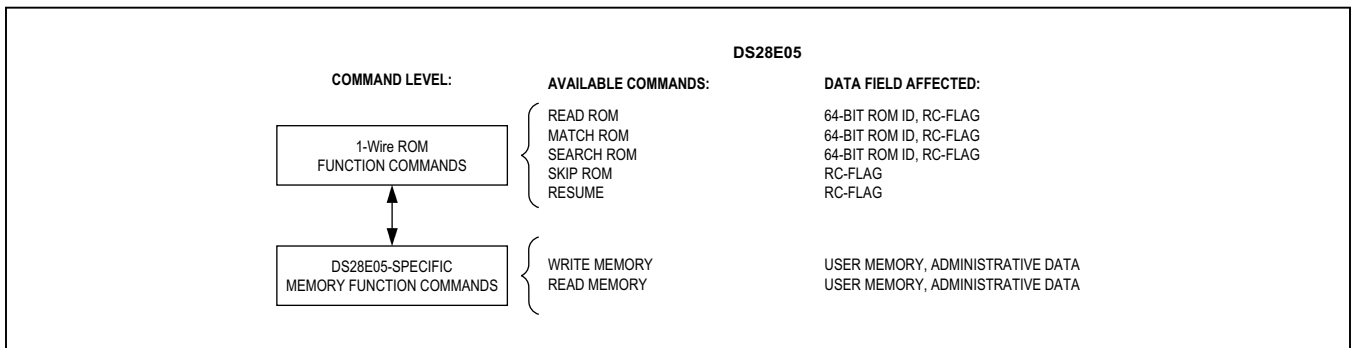 DS28E05
COMMAND LEVEL: AVAILABLE COMMANDS: DATA FIELD AFFECTED:
1-Wire ROM
FUNCTION COMMANDS
READ ROM 64-BIT ROM ID, RC-FLAG
MATCH ROM 64-BIT ROM ID, RC-FLAG
SEARCH ROM 64-BIT ROM ID, RC-FLAG
SKIP ROM RC-FLAG
RESUME RC-FLAG
DS28E05-SPECIFIC
MEMORY FUNCTION COMMANDS
WRITE MEMORY USER MEMORY, ADMINISTRATIVE DATA
READ MEMORY USER MEMORY, ADMINISTRATIVE DATA